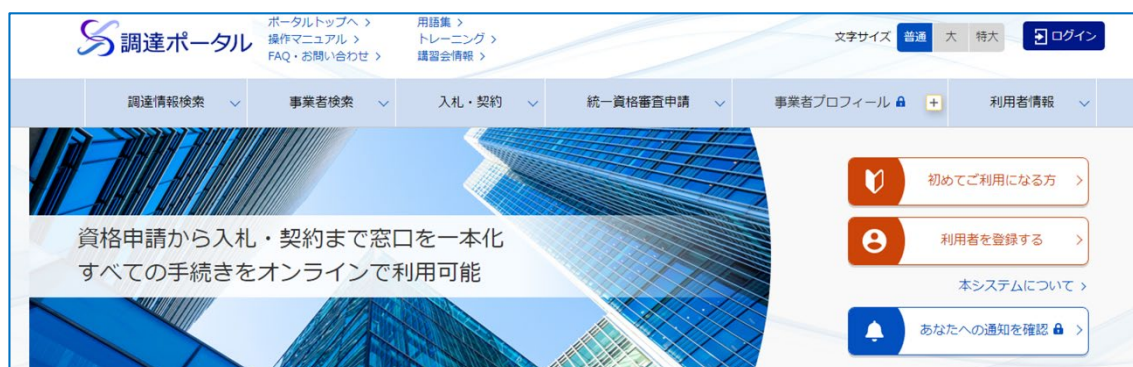 調達ポータル
ポータルトップへ
操作マニュアル
FAQ・お問い合わせ
用語集
トレーニング
講習会情報
文字サイズ 普通 大 特大
ログイン
調達情報検索 事業者検索 入札・契約 統一資格審査申請 事業者プロフィール 利用者情報
資格申請から入札・契約まで窓口を一本化
すべての手続きをオンラインで利用可能
初めてご利用になる方
利用者を登録する
本システムについて
あなたへの通知を確認